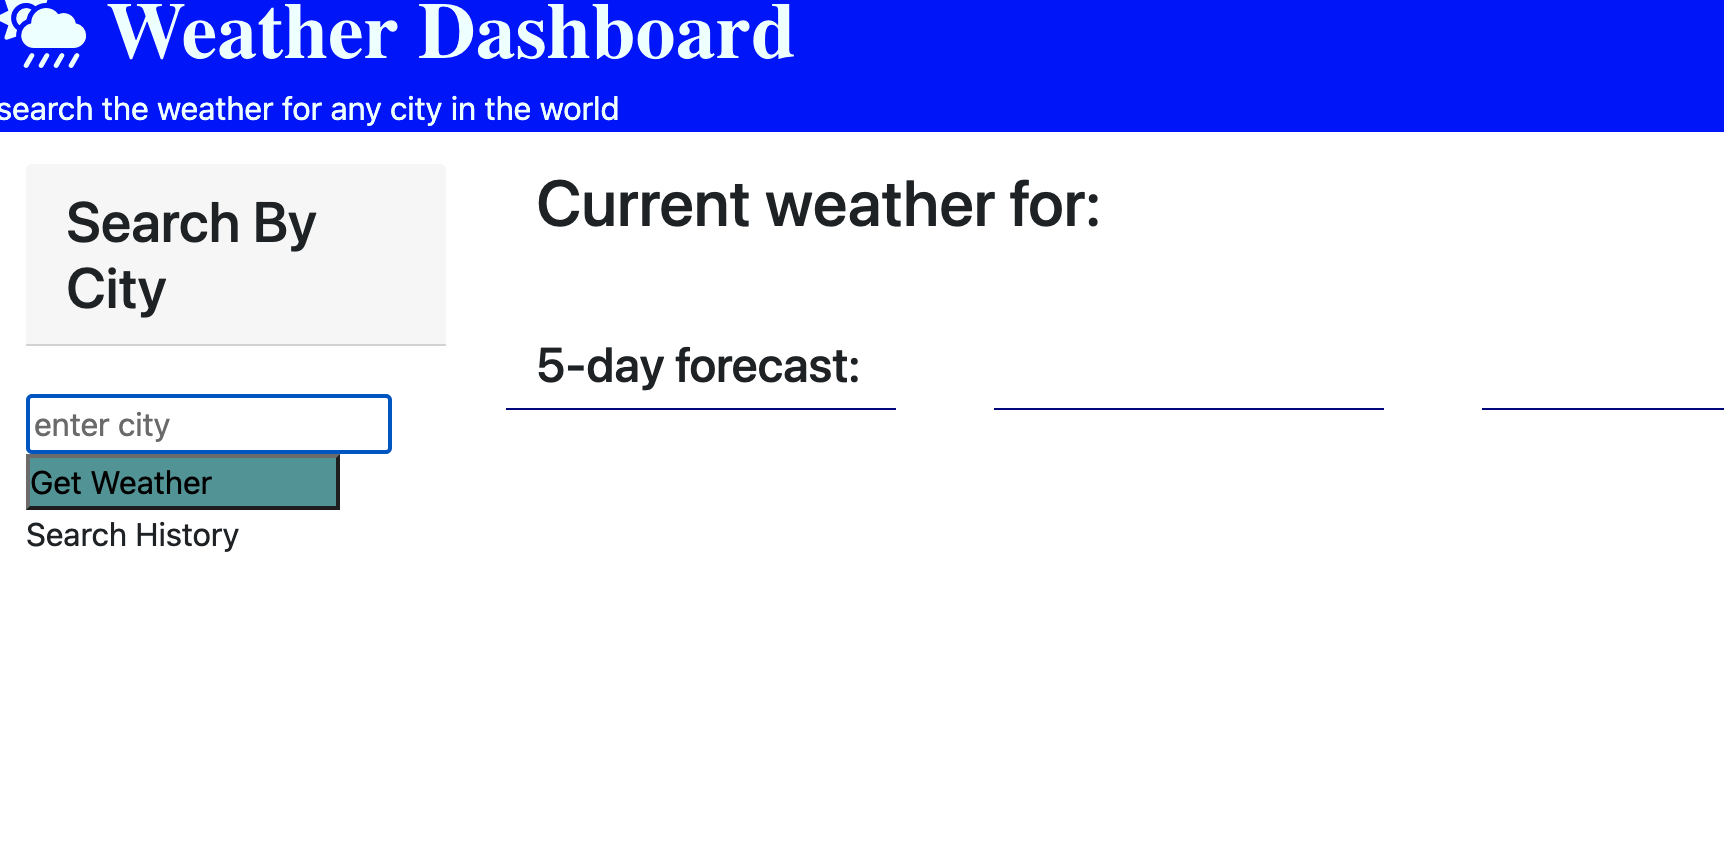 Weather Dashboard
search the weather for any city in the world
Search By
City
enter city
Get Weather
Search History
Current weather for:
5-day forecast: